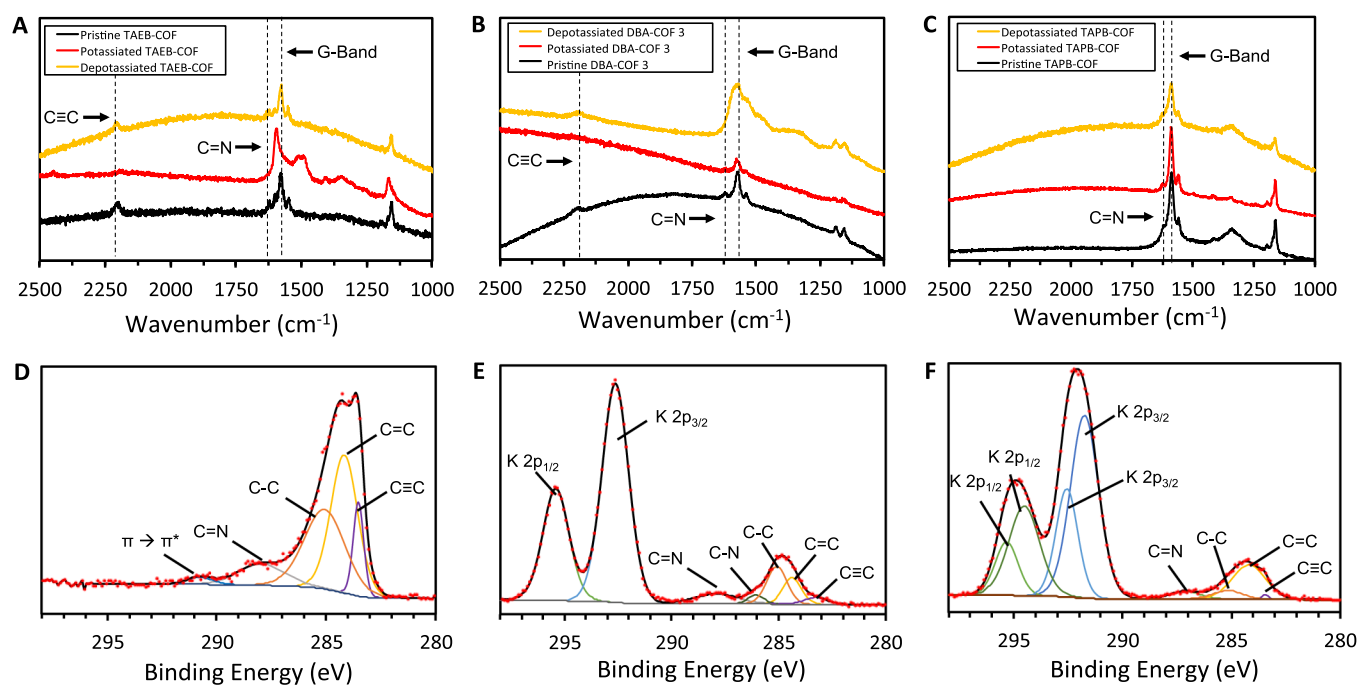 A
Pristine TAEB-COF
Potassiated TAEB-COF
Depotassiated TAEB-COF
G-Band
C≡C
C=N
2500 2250 2000 1750 1500 1250 1000
Wavenumber (cm⁻¹)
B
Depotassiated DBA-COF 3
Potassiated DBA-COF 3
Pristine DBA-COF 3
G-Band
C≡C
C=N
2500 2250 2000 1750 1500 1250 1000
Wavenumber (cm⁻¹)
C
Depotassiated TAPB-COF
Potassiated TAPB-COF
Pristine TAPB-COF
G-Band
C=N
2500 2250 2000 1750 1500 1250 1000
Wavenumber (cm⁻¹)
D
C=C
C-C
C≡C
C=N
π → π*
295 290 285 280
Binding Energy (eV)
E
K 2p₃/₂
K 2p₁/₂
C=N
C-N
C-C
C=C
C≡C
295 290 285 280
Binding Energy (eV)
F
K 2p₃/₂
K 2p₁/₂
K 2p₁/₂
K 2p₃/₂
C=N
C-C
C=C
C≡C
295 290 285 280
Binding Energy (eV)